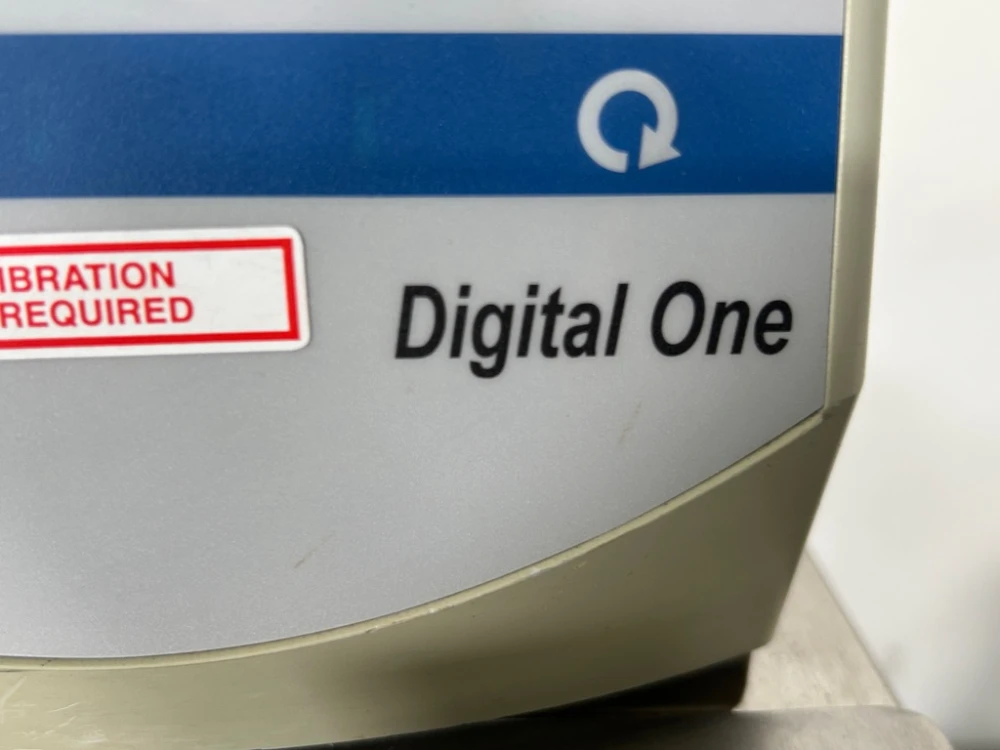 IBRATION
REQUIRED
Digital One